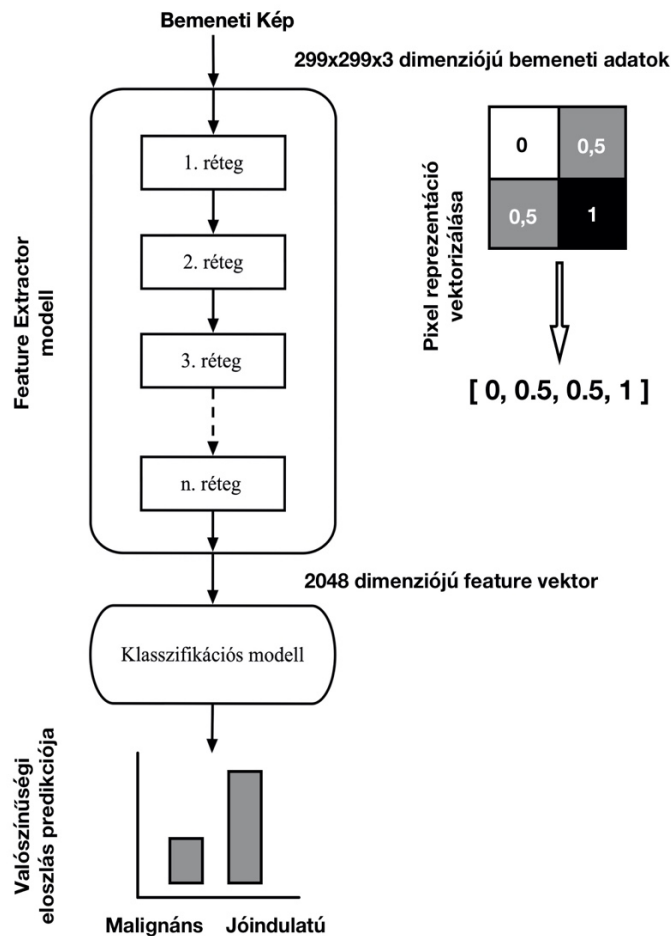 Bemeneti Kép
299x299x3 dimenziójú bemeneti adatok
Feature Extractor
modell
1. réteg
2. réteg
3. réteg
n. réteg
Pixel reprezentáció
vektorizálása
0
0,5
0,5
1
[ 0, 0.5, 0.5, 1 ]
2048 dimenziójú feature vektor
Klasszifikációs modell
Valószínűségi
eloszlás predikciója
Malignáns
Jóindulatú